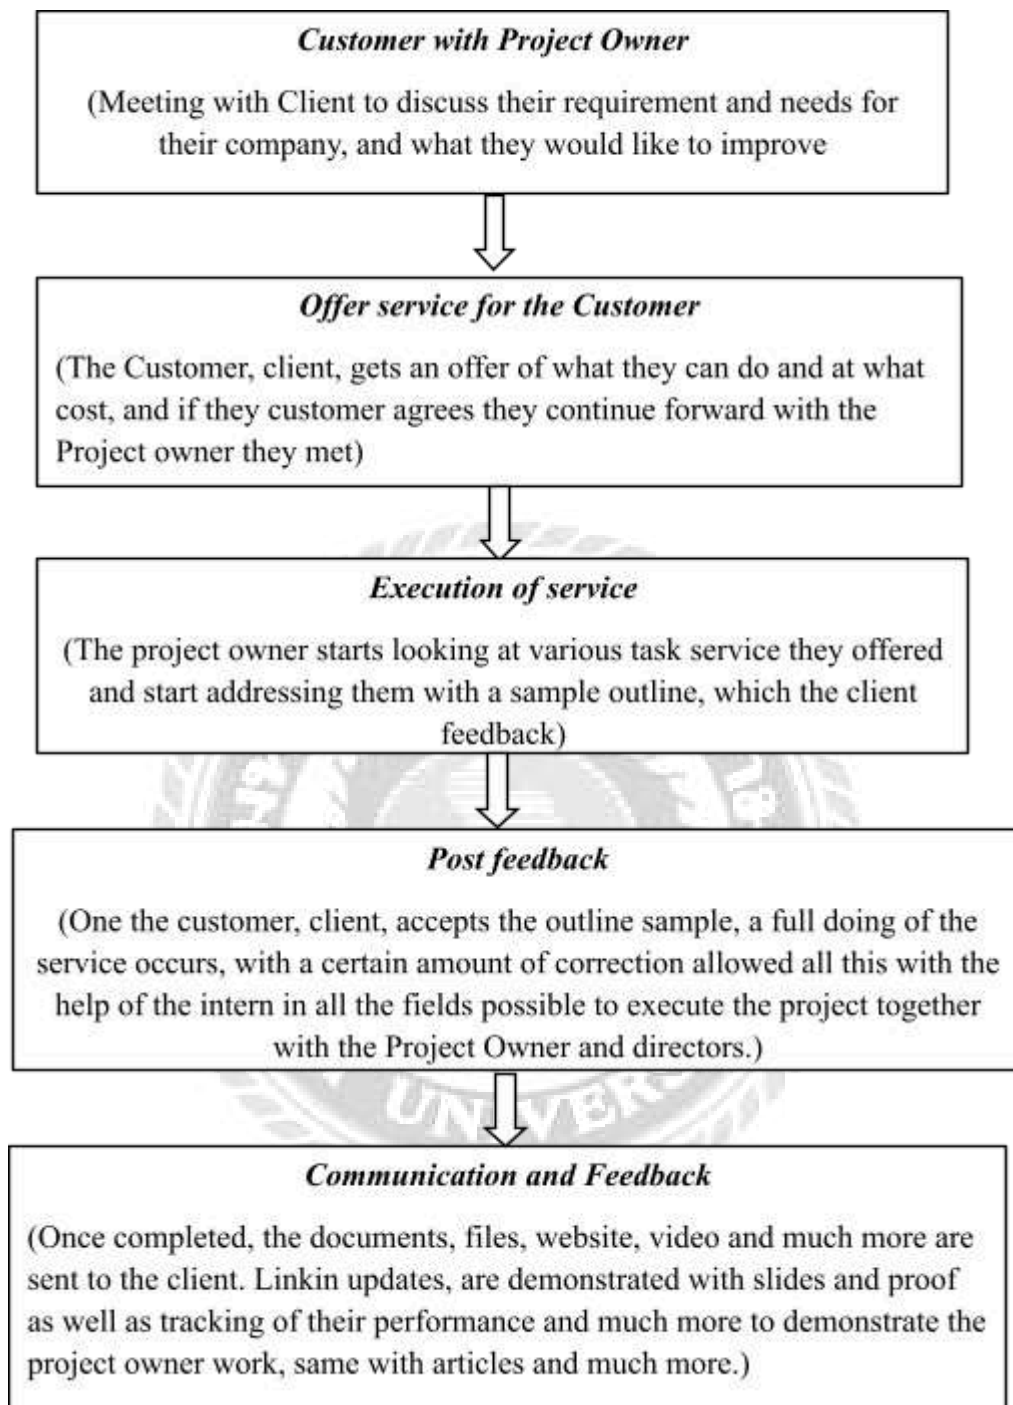 Customer with Project Owner
(Meeting with Client to discuss their requirement and needs for
their company, and what they would like to improve
Offer service for the Customer
(The Customer, client, gets an offer of what they can do and at what
cost, and if they customer agrees they continue forward with the
Project owner they met)
Execution of service
(The project owner starts looking at various task service they offered
and start addressing them with a sample outline, which the client
feedback)
Post feedback
(One the customer, client, accepts the outline sample, a full doing of the
service occurs, with a certain amount of correction allowed all this with the
help of the intern in all the fields possible to execute the project together
with the Project Owner and directors.)
Communication and Feedback
(Once completed, the documents, files, website, video and much more are
sent to the client. Linkin updates, are demonstrated with slides and proof
as well as tracking of their performance and much more to demonstrate the
project owner work, same with articles and much more.)